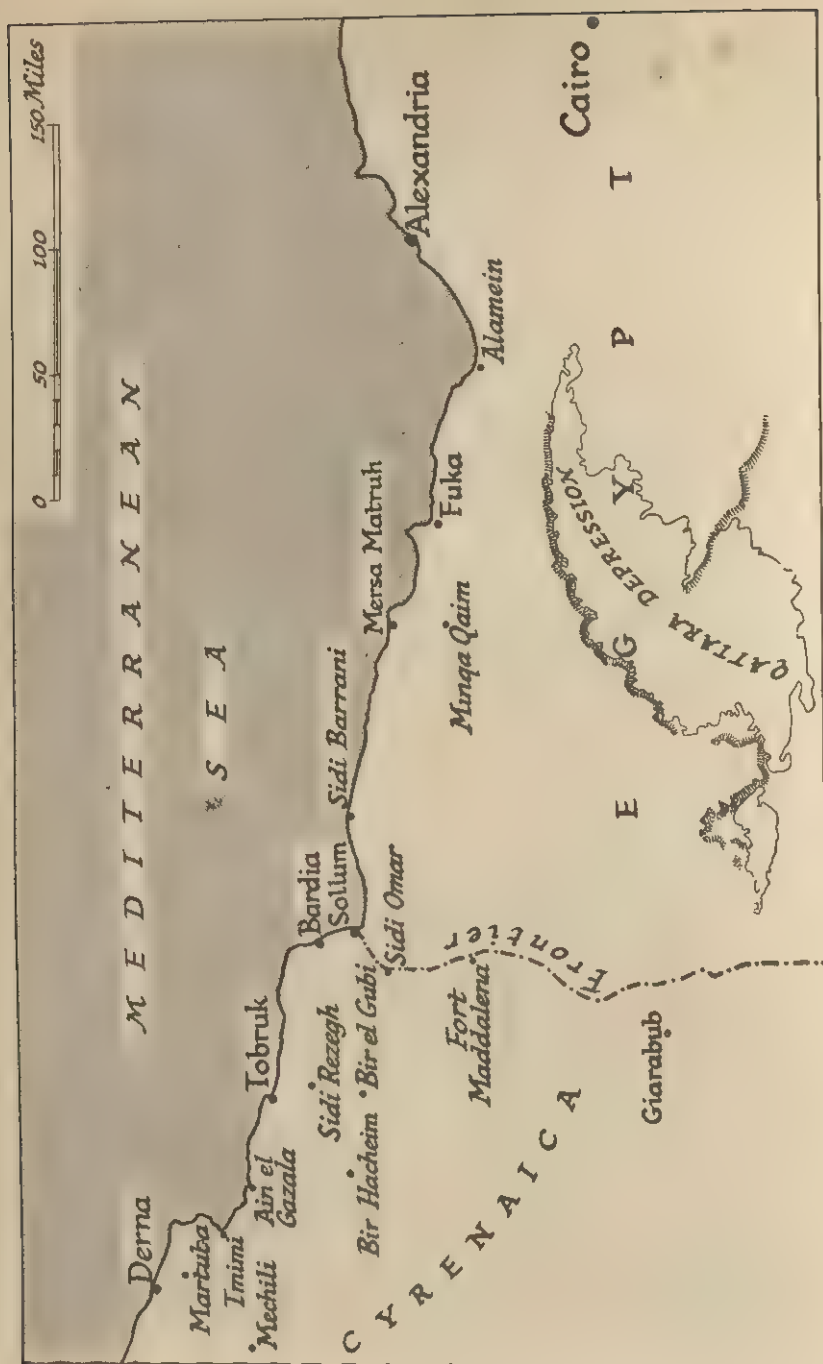 0 50 100 150 Miles
MEDITERRANEAN
SEA
Derna
Martuba
Imimi
Mechili
Ain el
Gazala
Tobruk
Bardia
Sollum
Sidi Barrani
Mersa Matruh
Fuka
Alamein
Alexandria
Cairo
Sidi Rezegh
Bir Hacheim
Bir el Gubi
Sidi Omar
Minqa Qaim
Fort
Maddalena
Frontier
Giarabub
CYRENAICA
EGYPT
QATTARA DEPRESSION